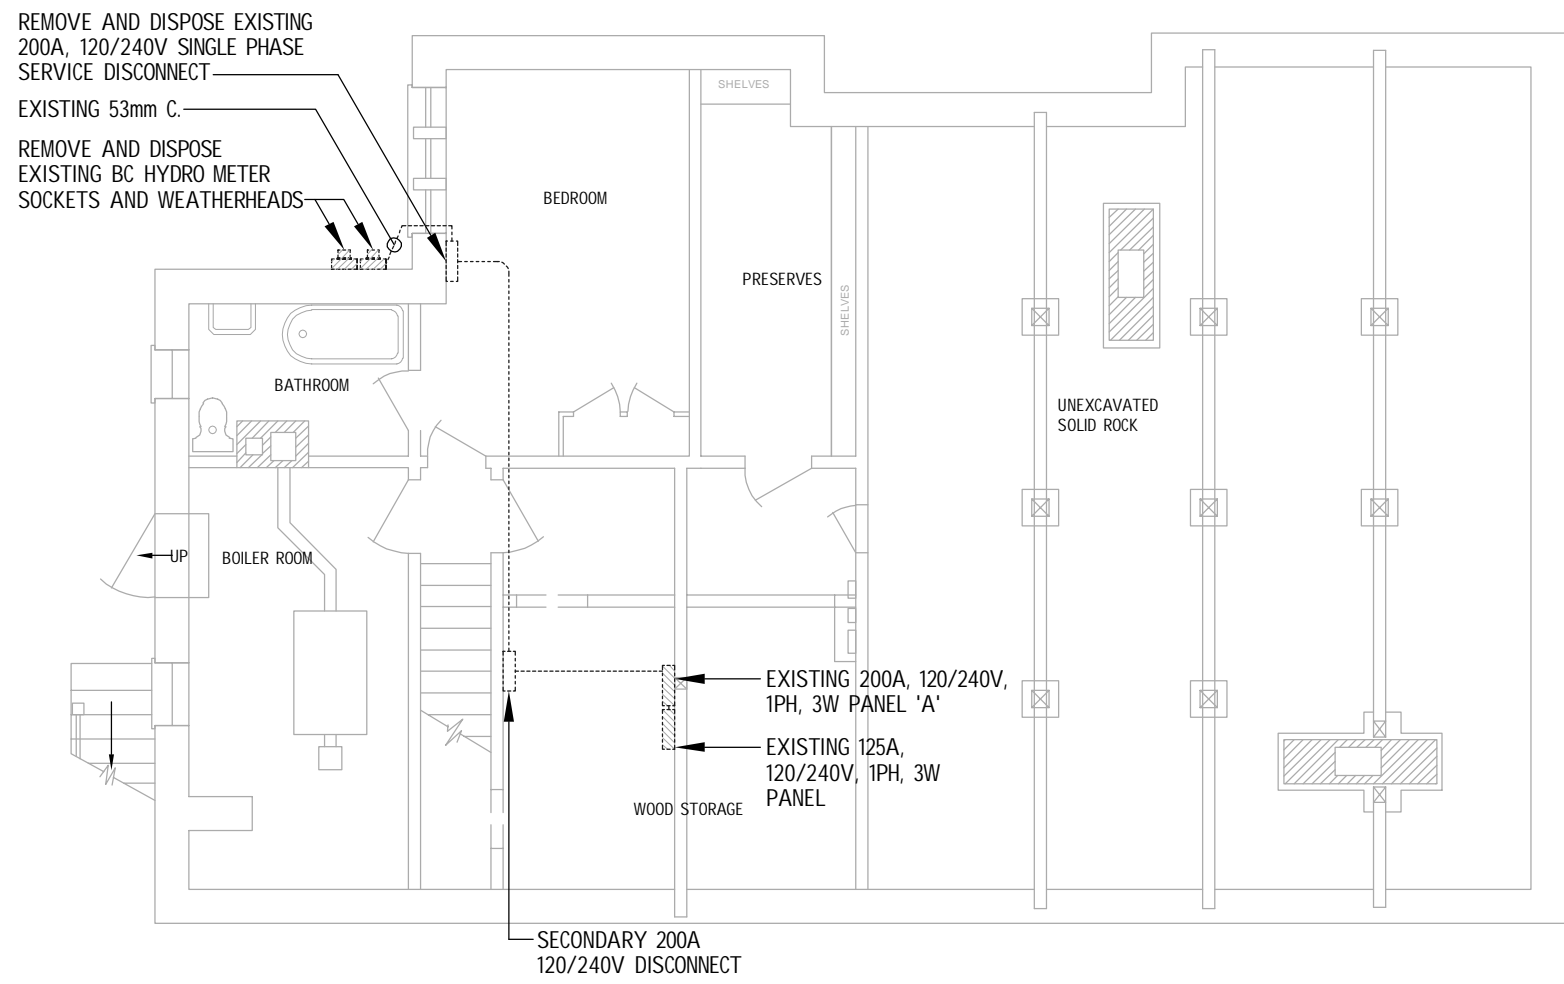 REMOVE AND DISPOSE EXISTING
200A, 120/240V SINGLE PHASE
SERVICE DISCONNECT
EXISTING 53mm C.
REMOVE AND DISPOSE
EXISTING BC HYDRO METER
SOCKETS AND WEATHERHEADS
SHELVES
BEDROOM
PRESERVES
SHELVES
BATHROOM
UNEXCAVATED
SOLID ROCK
UP
BOILER ROOM
EXISTING 200A, 120/240V,
1PH, 3W PANEL 'A'
EXISTING 125A,
120/240V, 1PH, 3W
PANEL
WOOD STORAGE
SECONDARY 200A
120/240V DISCONNECT